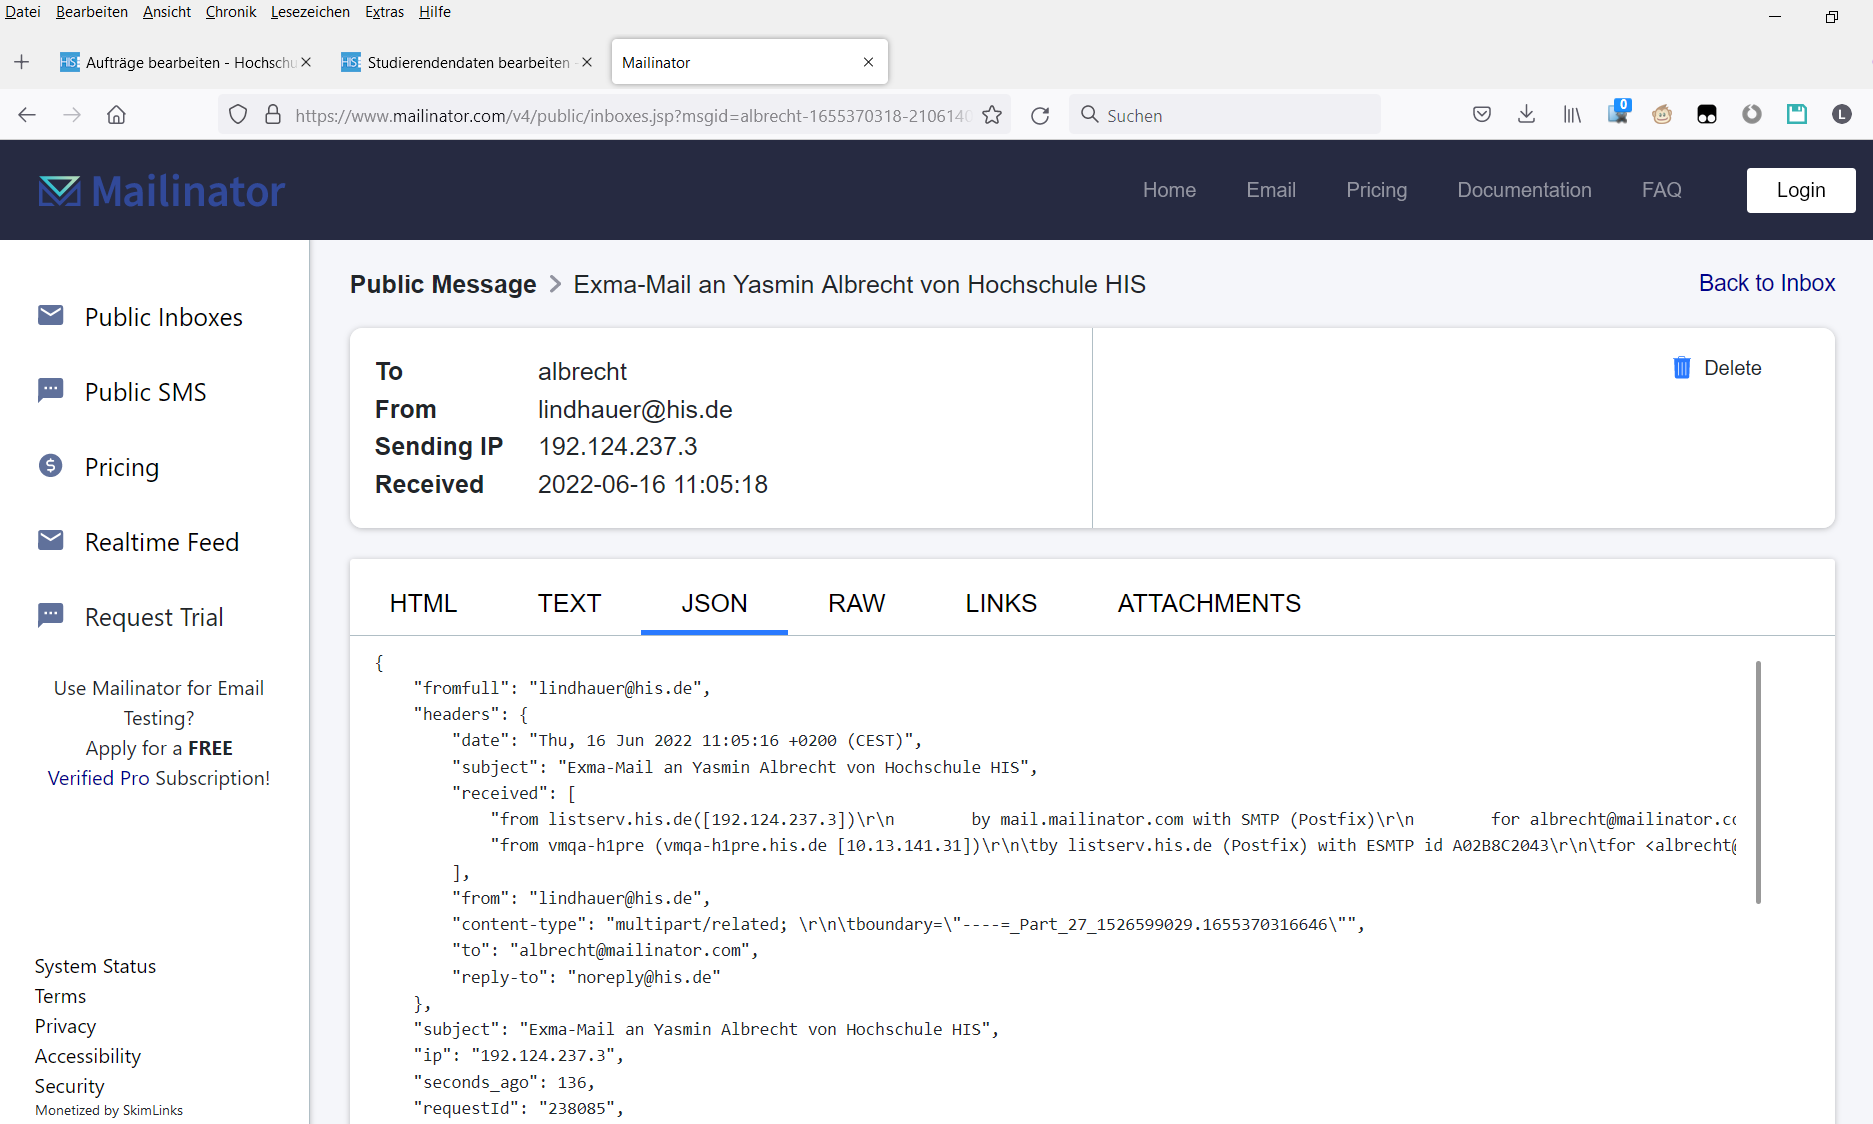 Datei Bearbeiten Ansicht Chronik Lesezeichen Extras Hilfe
HIS Aufträge bearbeiten - Hochschu
HIS Studierendendaten bearbeiten -
Mailinator
https://www.mailinator.com/v4/public/inboxes.jsp?msgid=albrecht-1655370318-2106140
Suchen
0
L
Mailinator
Home Email Pricing Documentation FAQ Login
Public Inboxes
Public SMS
Pricing
Realtime Feed
Request Trial
Use Mailinator for Email
Testing?
Apply for a FREE
Verified Pro Subscription!
System Status
Terms
Privacy
Accessibility
Security
Monetized by SkimLinks
Public Message > Exma-Mail an Yasmin Albrecht von Hochschule HIS
Back to Inbox
To albrecht
From lindhauer@his.de
Sending IP 192.124.237.3
Received 2022-06-16 11:05:18
Delete
HTML TEXT JSON RAW LINKS ATTACHMENTS
{
"fromfull": "lindhauer@his.de",
"headers": {
"date": "Thu, 16 Jun 2022 11:05:16 +0200 (CEST)",
"subject": "Exma-Mail an Yasmin Albrecht von Hochschule HIS",
"received": [
"from listserv.his.de([192.124.237.3])\r\n        by mail.mailinator.com with SMTP (Postfix)\r\n        for albrecht@mailinator.cc
"from vmqa-h1pre (vmqa-h1pre.his.de [10.13.141.31])\r\n\tby listserv.his.de (Postfix) with ESMTP id A02B8C2043\r\n\tfor <albrecht@
],
"from": "lindhauer@his.de",
"content-type": "multipart/related; \r\n\tboundary=\"----=_Part_27_1526599029.1655370316646\"",
"to": "albrecht@mailinator.com",
"reply-to": "noreply@his.de"
},
"subject": "Exma-Mail an Yasmin Albrecht von Hochschule HIS",
"ip": "192.124.237.3",
"seconds_ago": 136,
"requestId": "238085",